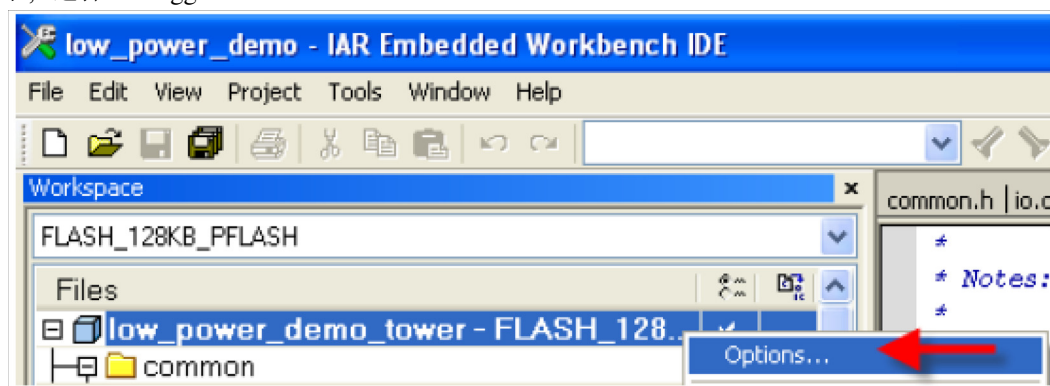 low_power_demo - IAR Embedded Workbench IDE
File Edit View Project Tools Window Help
Workspace
common.h | io.c
FLASH_128KB_PFLASH
*
Files
* Notes:
*
low_power_demo_tower - FLASH_128...
Options...
common